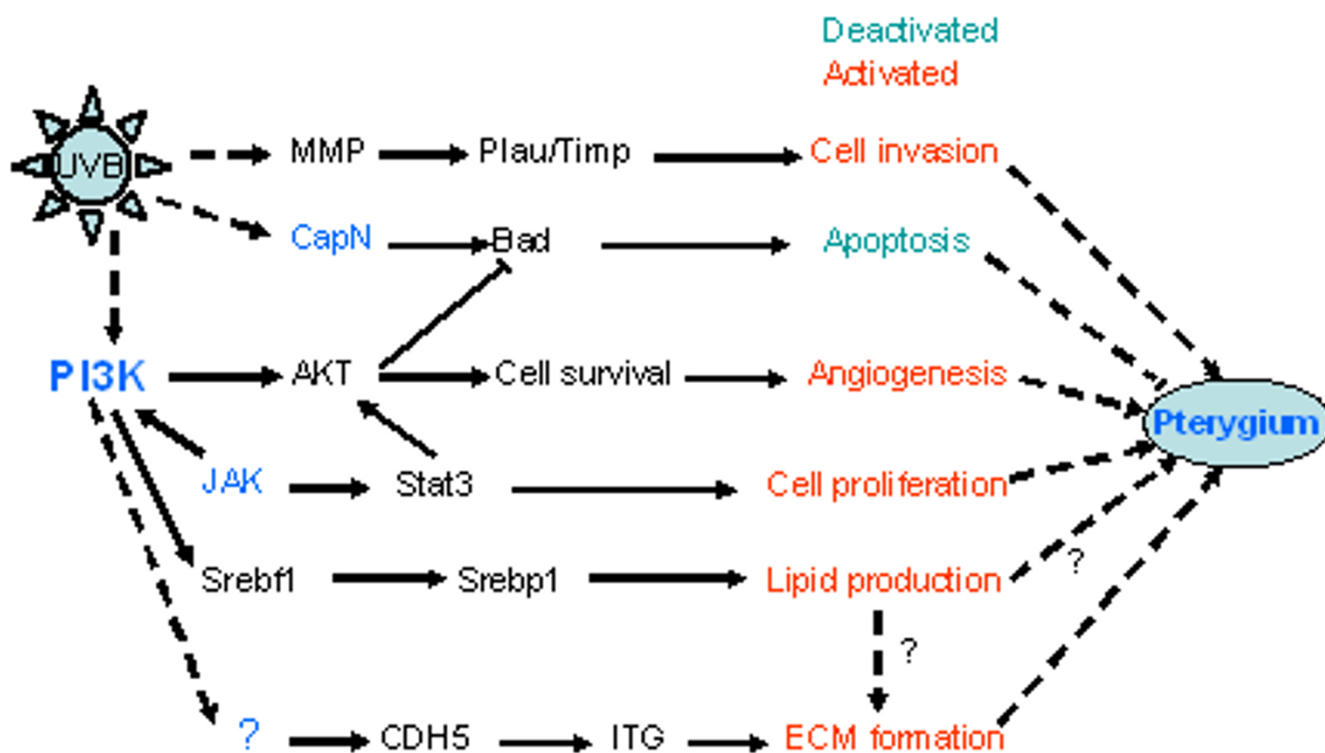 Deactivated
Activated
UVB
MMP
Plau/Timp
Cell invasion
CapN
Bad
Apoptosis
PI3K
AKT
Cell survival
Angiogenesis
Pterygium
JAK
Stat3
Cell proliferation
Srebf1
Srebp1
Lipid production
?
?
?
CDH5
ITG
ECM formation